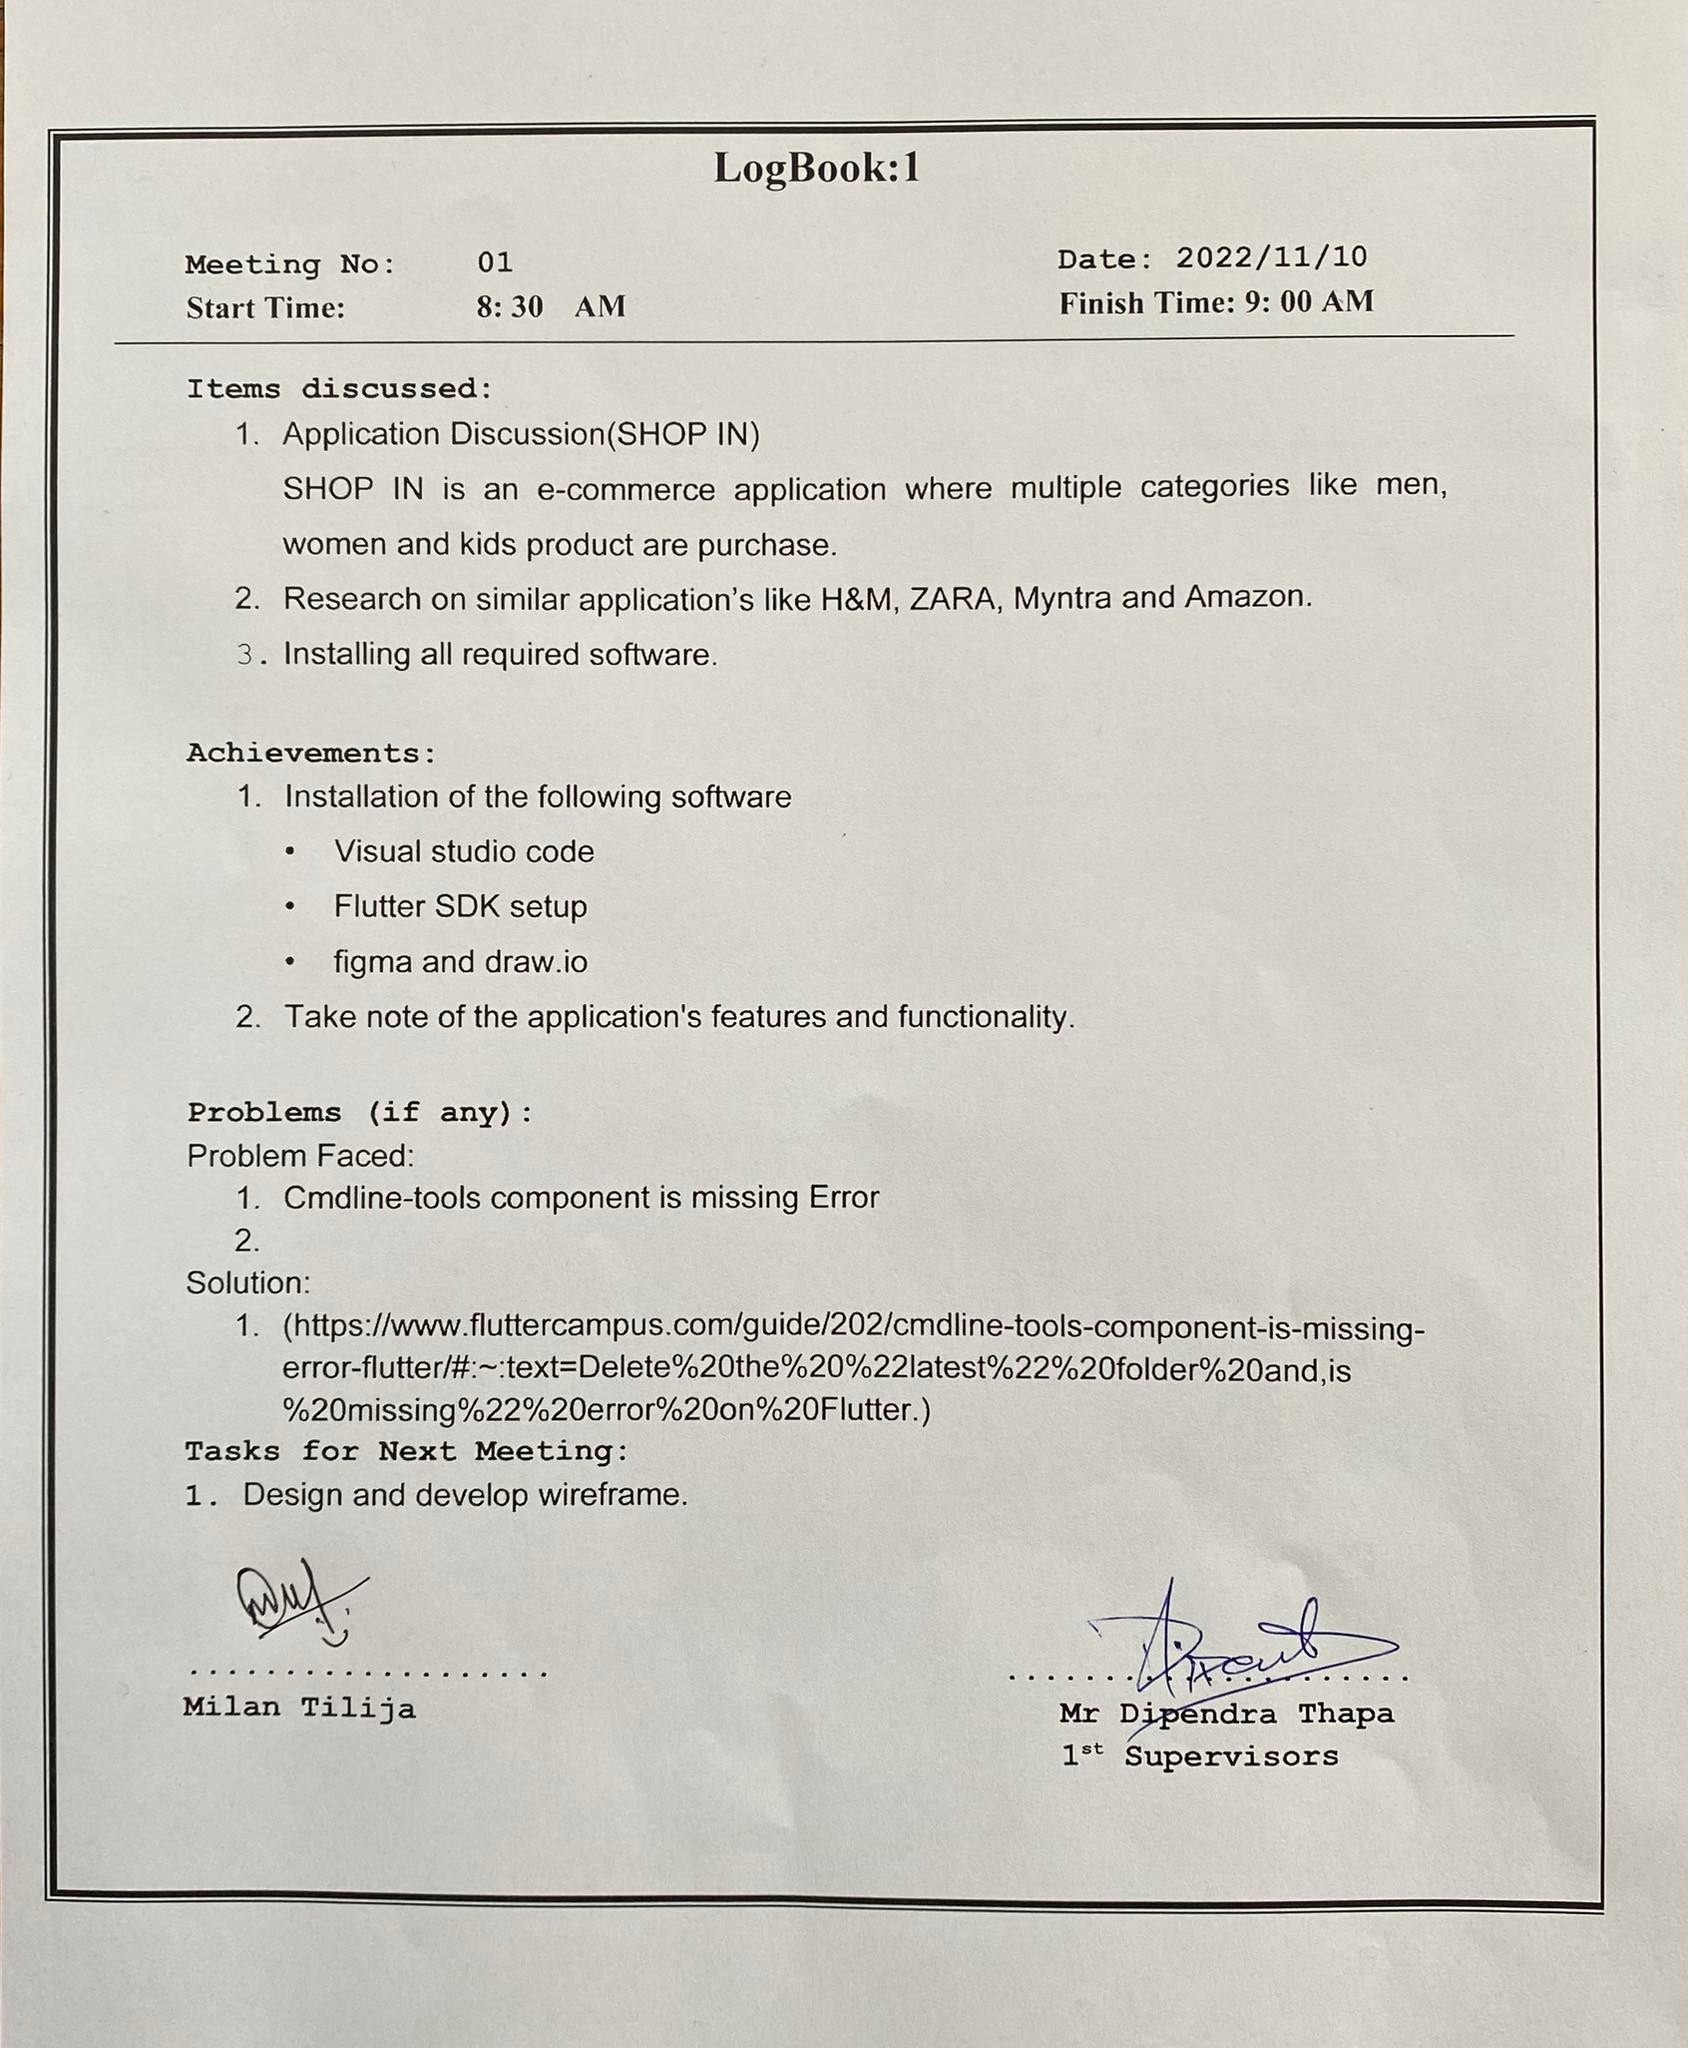 LogBook:1
Meeting No: 01 Date: 2022/11/10
Start Time: 8: 30 AM Finish Time: 9: 00 AM
Items discussed:
1. Application Discussion(SHOP IN)
SHOP IN is an e-commerce application where multiple categories like men,
women and kids product are purchase.
2. Research on similar application’s like H&M, ZARA, Myntra and Amazon.
3. Installing all required software.
Achievements:
1. Installation of the following software
• Visual studio code
• Flutter SDK setup
• figma and draw.io
2. Take note of the application's features and functionality.
Problems (if any):
Problem Faced:
1. Cmdline-tools component is missing Error
2.
Solution:
1. (https://www.fluttercampus.com/guide/202/cmdline-tools-component-is-missing-
error-flutter/#:~:text=Delete%20the%20%22latest%22%20folder%20and,is
%20missing%22%20error%20on%20Flutter.)
Tasks for Next Meeting:
1. Design and develop wireframe.
Milan Tilija
Mr Dipendra Thapa
1st Supervisors